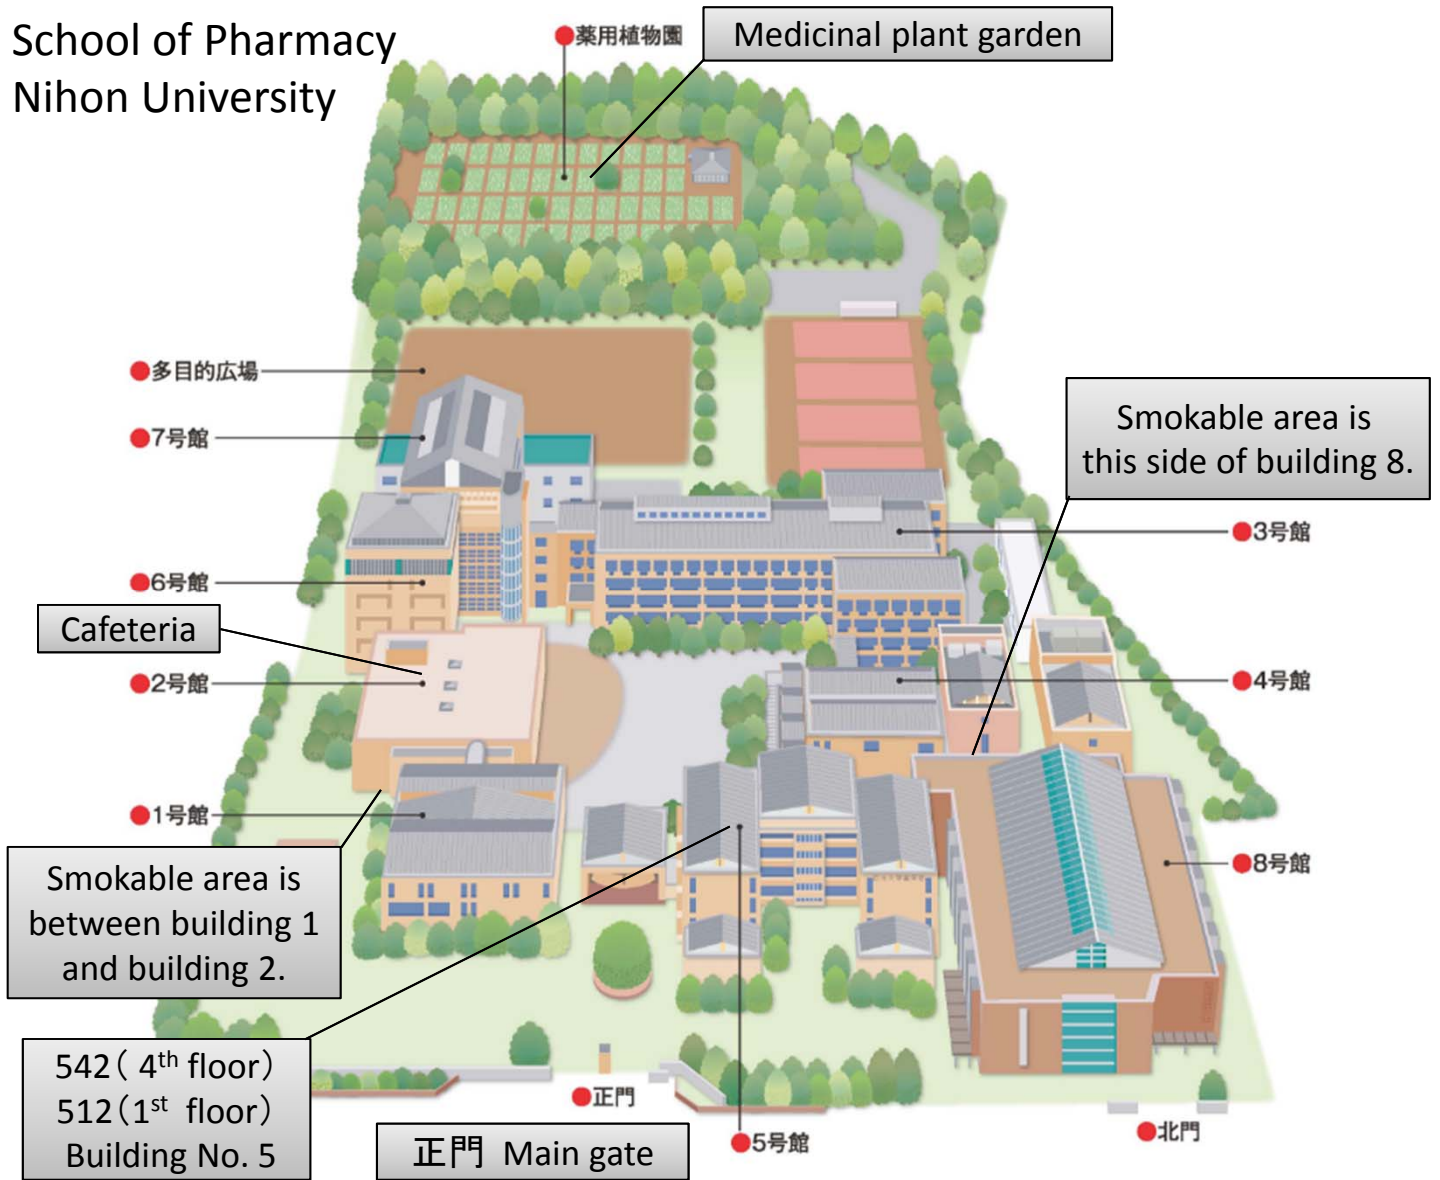 School of Pharmacy
Nihon University
●薬用植物園
Medicinal plant garden
●多目的広場
●7号館
Smokable area is
this side of building 8.
●3号館
●6号館
Cafeteria
●2号館
●4号館
●1号館
●8号館
Smokable area is
between building 1
and building 2.
542( 4th floor)
512(1st floor)
Building No. 5
●正門
正門 Main gate
●5号館
●北門